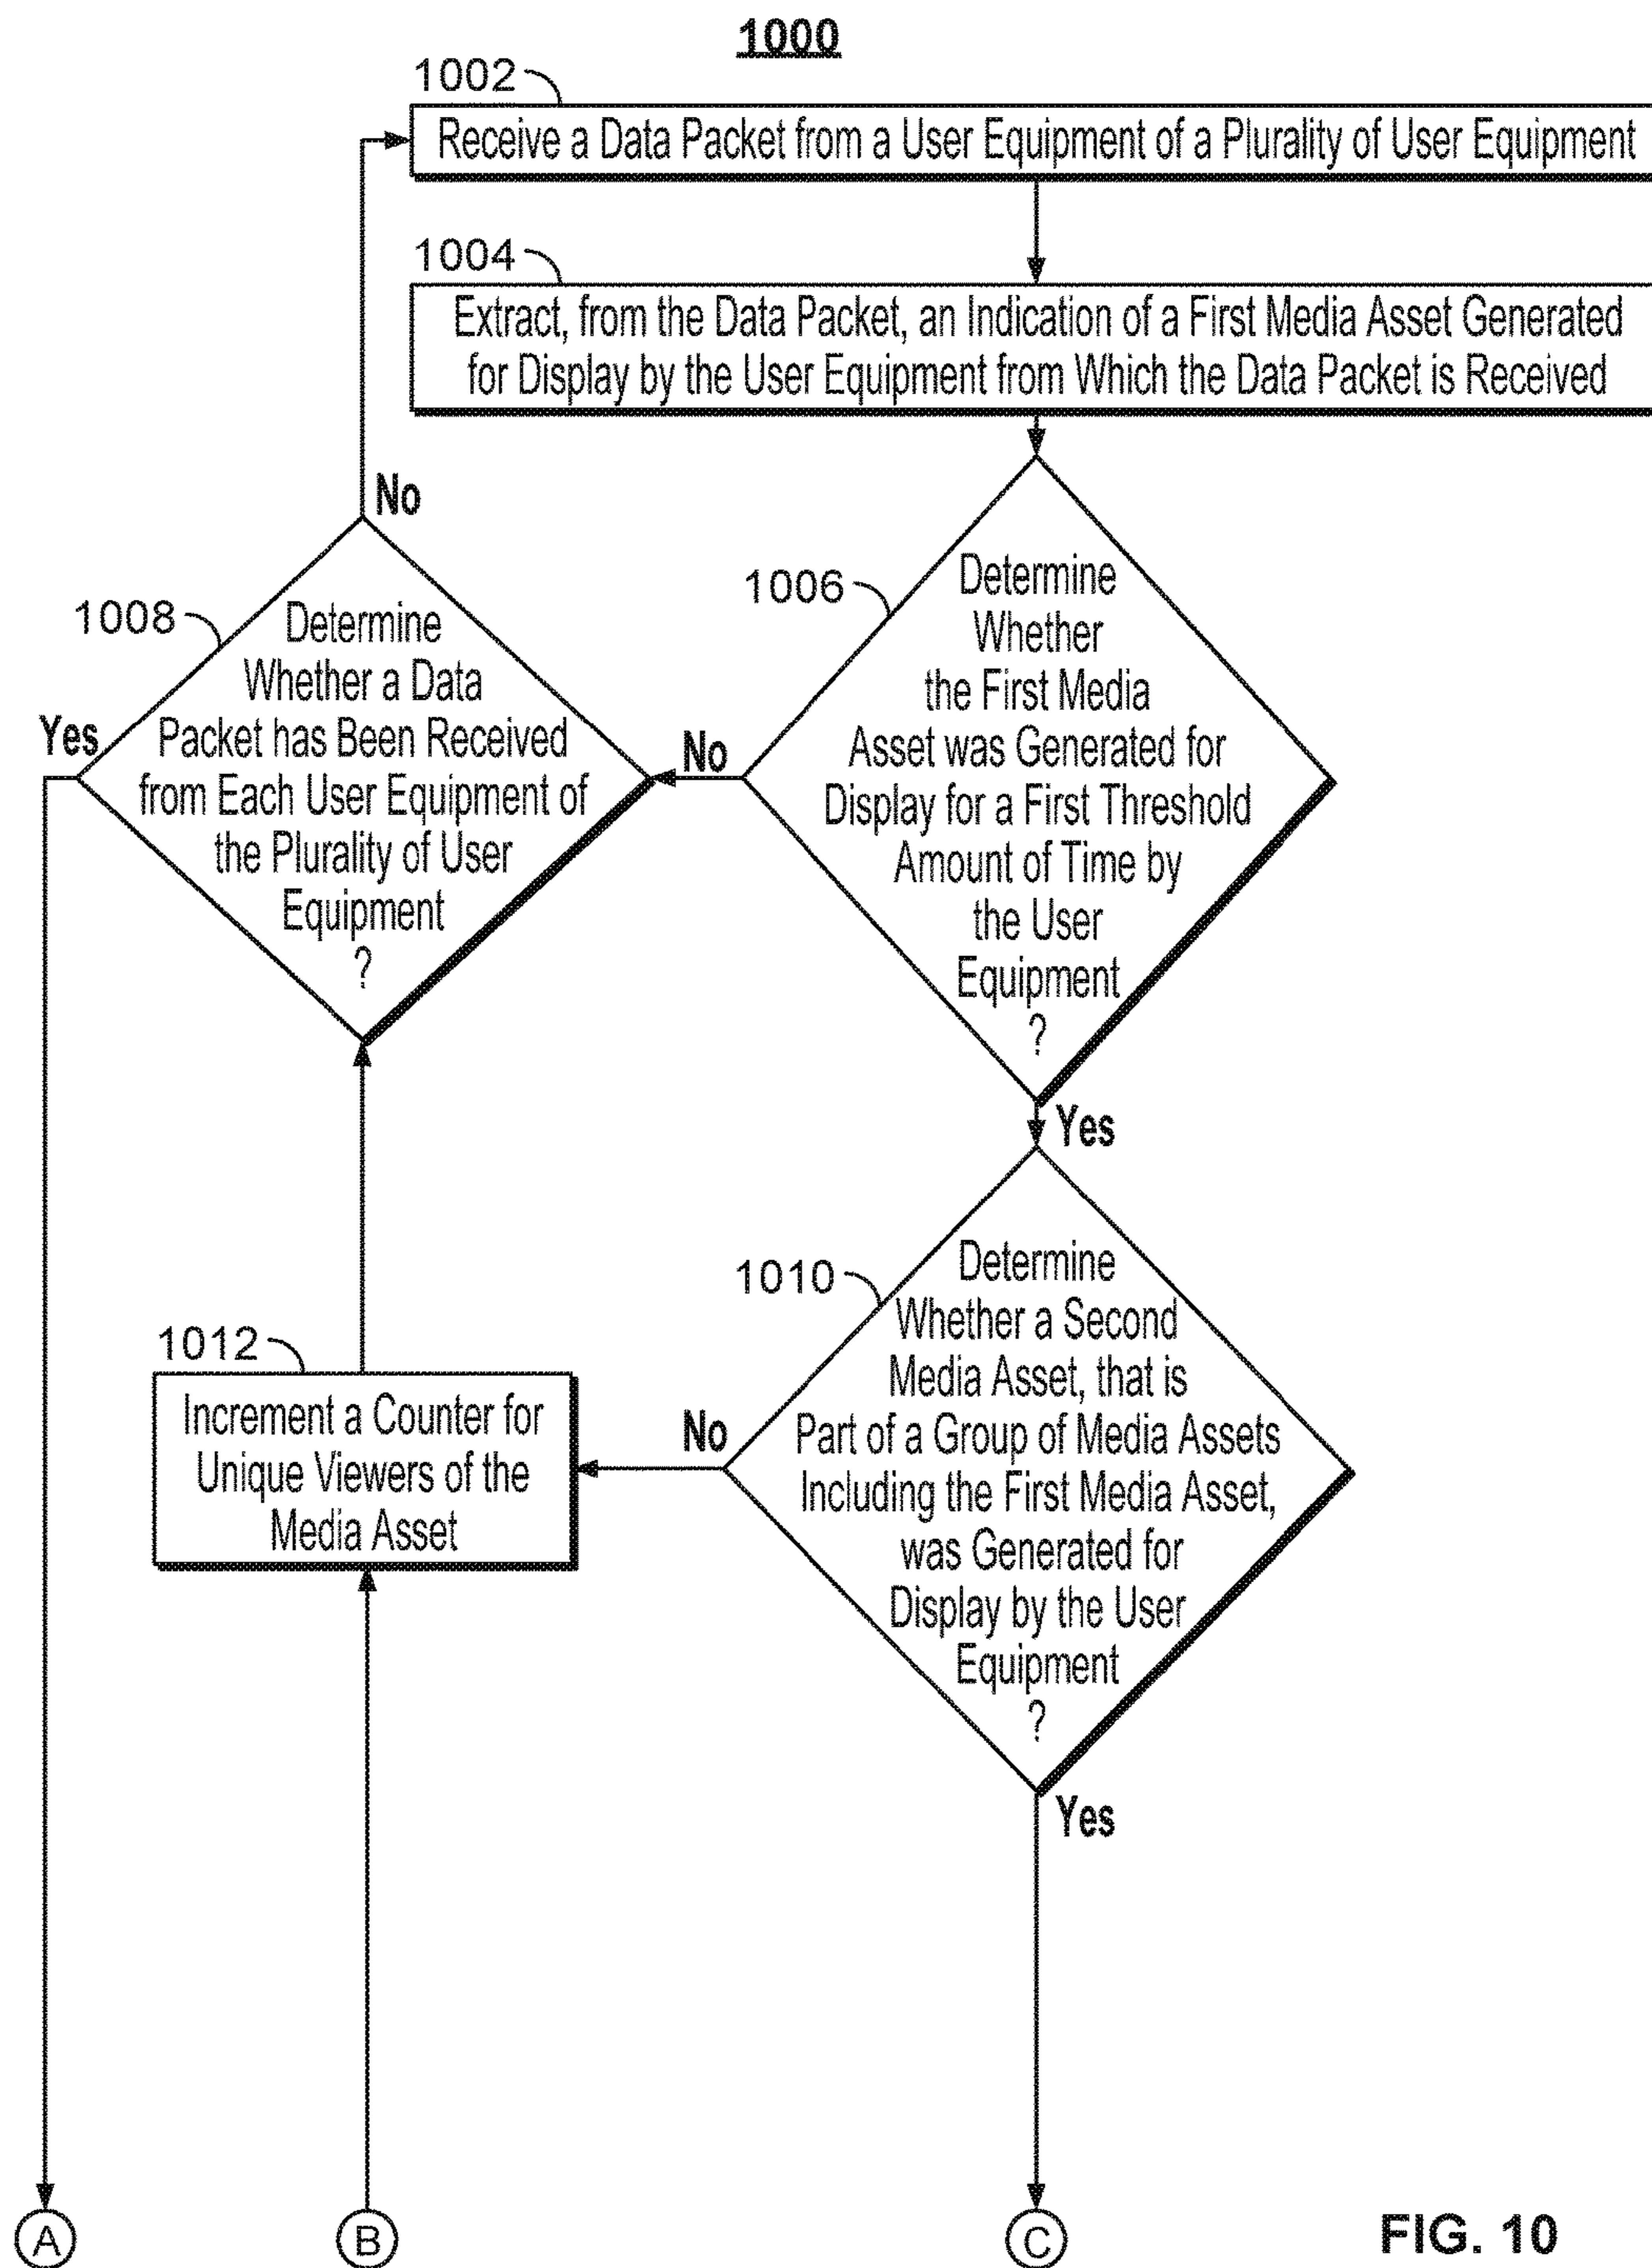 1000
1002
Receive a Data Packet from a User Equipment of a Plurality of User Equipment
1004
Extract, from the Data Packet, an Indication of a First Media Asset Generated
for Display by the User Equipment from Which the Data Packet is Received
No
1008
Determine
Whether a Data
Packet has Been Received
from Each User Equipment of
the Plurality of User
Equipment
?
Yes
1006
Determine
Whether
the First Media
Asset was Generated for
Display for a First Threshold
Amount of Time by
the User
Equipment
?
No
Yes
1010
Determine
Whether a Second
Media Asset, that is
Part of a Group of Media Assets
Including the First Media Asset,
was Generated for
Display by the User
Equipment
?
No
1012
Increment a Counter for
Unique Viewers of the
Media Asset
Yes
A
B
C
FIG. 10